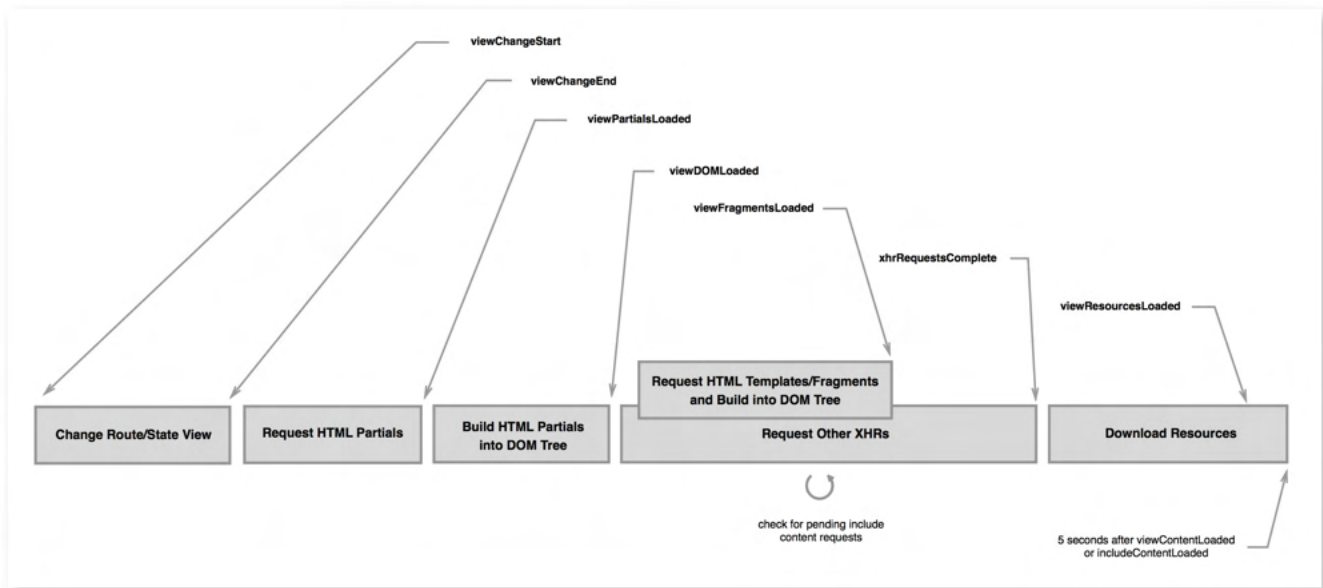 viewChangeStart
viewChangeEnd
viewPartialsLoaded
viewDOMLoaded
viewFragmentsLoaded
xhrRequestsComplete
viewResourcesLoaded
Request HTML Templates/Fragments
and Build into DOM Tree
Change Route/State View
Request HTML Partials
Build HTML Partials
into DOM Tree
Request Other XHRs
Download Resources
check for pending include
content requests
5 seconds after viewContentLoaded
or includeContentLoaded